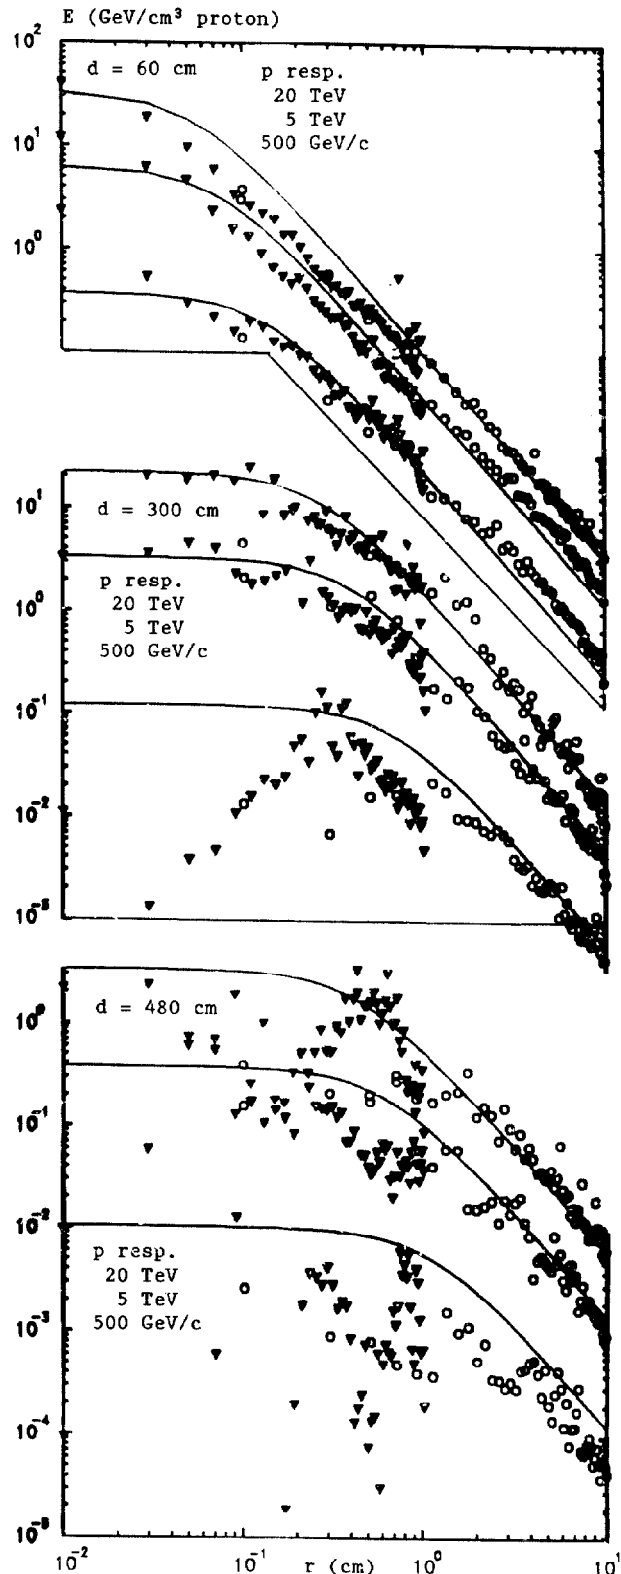 E (GeV/cm³ proton)
10²
d = 60 cm
p resp.
20 TeV
5 TeV
500 GeV/c
10¹
10⁰
10¹
d = 300 cm
p resp.
20 TeV
5 TeV
500 GeV/c
10⁰
10⁻¹
10⁻²
10⁻³
d = 480 cm
10⁰
10⁻¹
10⁻²
p resp.
20 TeV
5 TeV
500 GeV/c
10⁻³
10⁻⁴
10⁻⁵
10⁻² 10⁻¹ r (cm) 10⁰ 10¹